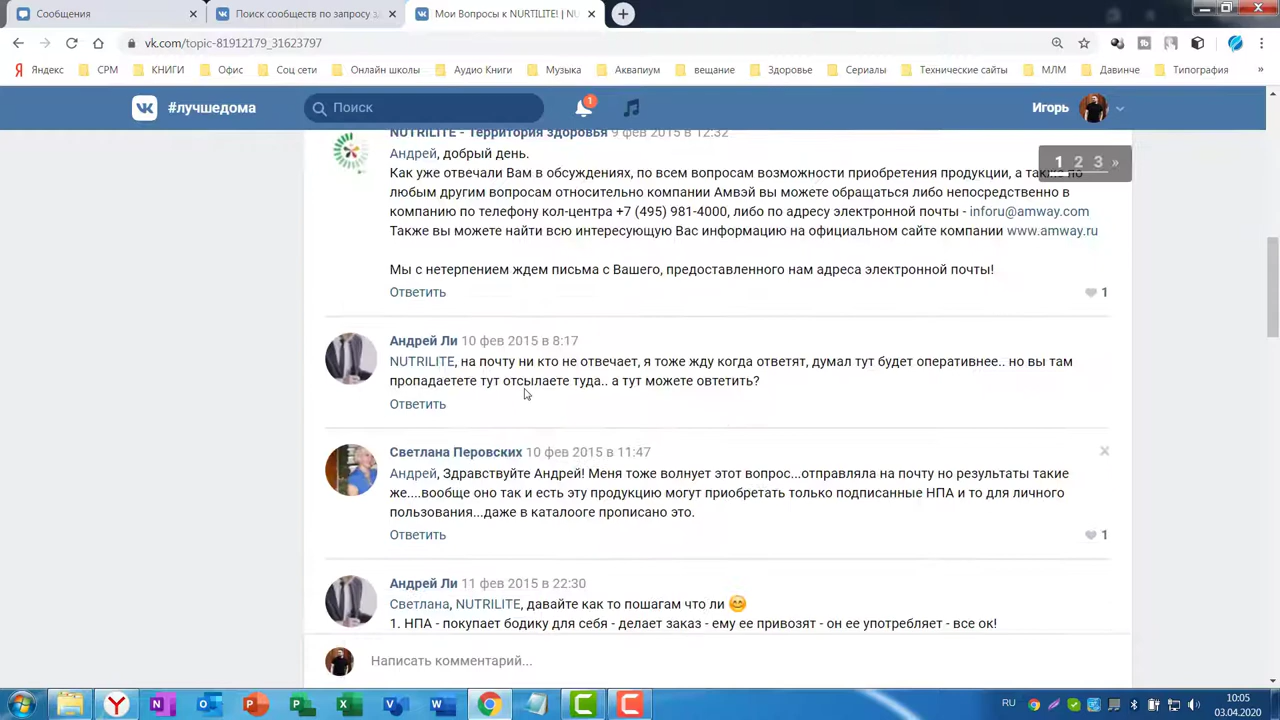 Сообщения
Поиск сообществ по запросу з
Мои Вопросы к NURTILITE! | NU
vk.com/topic-81912179_31623797
Яндекс
СРМ
КНИГИ
Офис
Соц сети
Онлайн школы
Аудио Книги
Музыка
Аквапиум
вещание
Здоровье
Сериалы
Технические сайты
МЛМ
Давинче
Типография
»
#лучшедома
Поиск
1
Игорь
NUTRILITE - Территория здоровья 9 фев 2015 в 12:32
1 2 3 »
Андрей, добрый день.
Как уже отвечали Вам в обсуждениях, по всем вопросам возможности приобретения продукции, а также по
любым другим вопросам относительно компании Амвэй вы можете обращаться либо непосредственно в
компанию по телефону кол-центра +7 (495) 981-4000, либо по адресу электронной почты - inforu@amway.com
Также вы можете найти всю интересующую Вас информацию на официальном сайте компании www.amway.ru
Мы с нетерпением ждем письма с Вашего, предоставленного нам адреса электронной почты!
Ответить
1
Андрей Ли 10 фев 2015 в 8:17
NUTRILITE, на почту ни кто не отвечает, я тоже жду когда ответят, думал тут будет оперативнее.. но вы там
пропадаетете тут отсылаете туда.. а тут можете овтетить?
Ответить
Светлана Перовских 10 фев 2015 в 11:47
Андрей, Здравствуйте Андрей! Меня тоже волнует этот вопрос...отправляла на почту но результаты такие
же....вообще оно так и есть эту продукцию могут приобретать только подписанные НПА и то для личного
пользования...даже в каталооге прописано это.
Ответить
1
Андрей Ли 11 фев 2015 в 22:30
Светлана, NUTRILITE, давайте как то пошагам что ли 😊
1. НПА - покупает бодику для себя - делает заказ - ему ее привозят - он ее употребляет - все ок!
Написать комментарий...
RU
10:05
03.04.2020